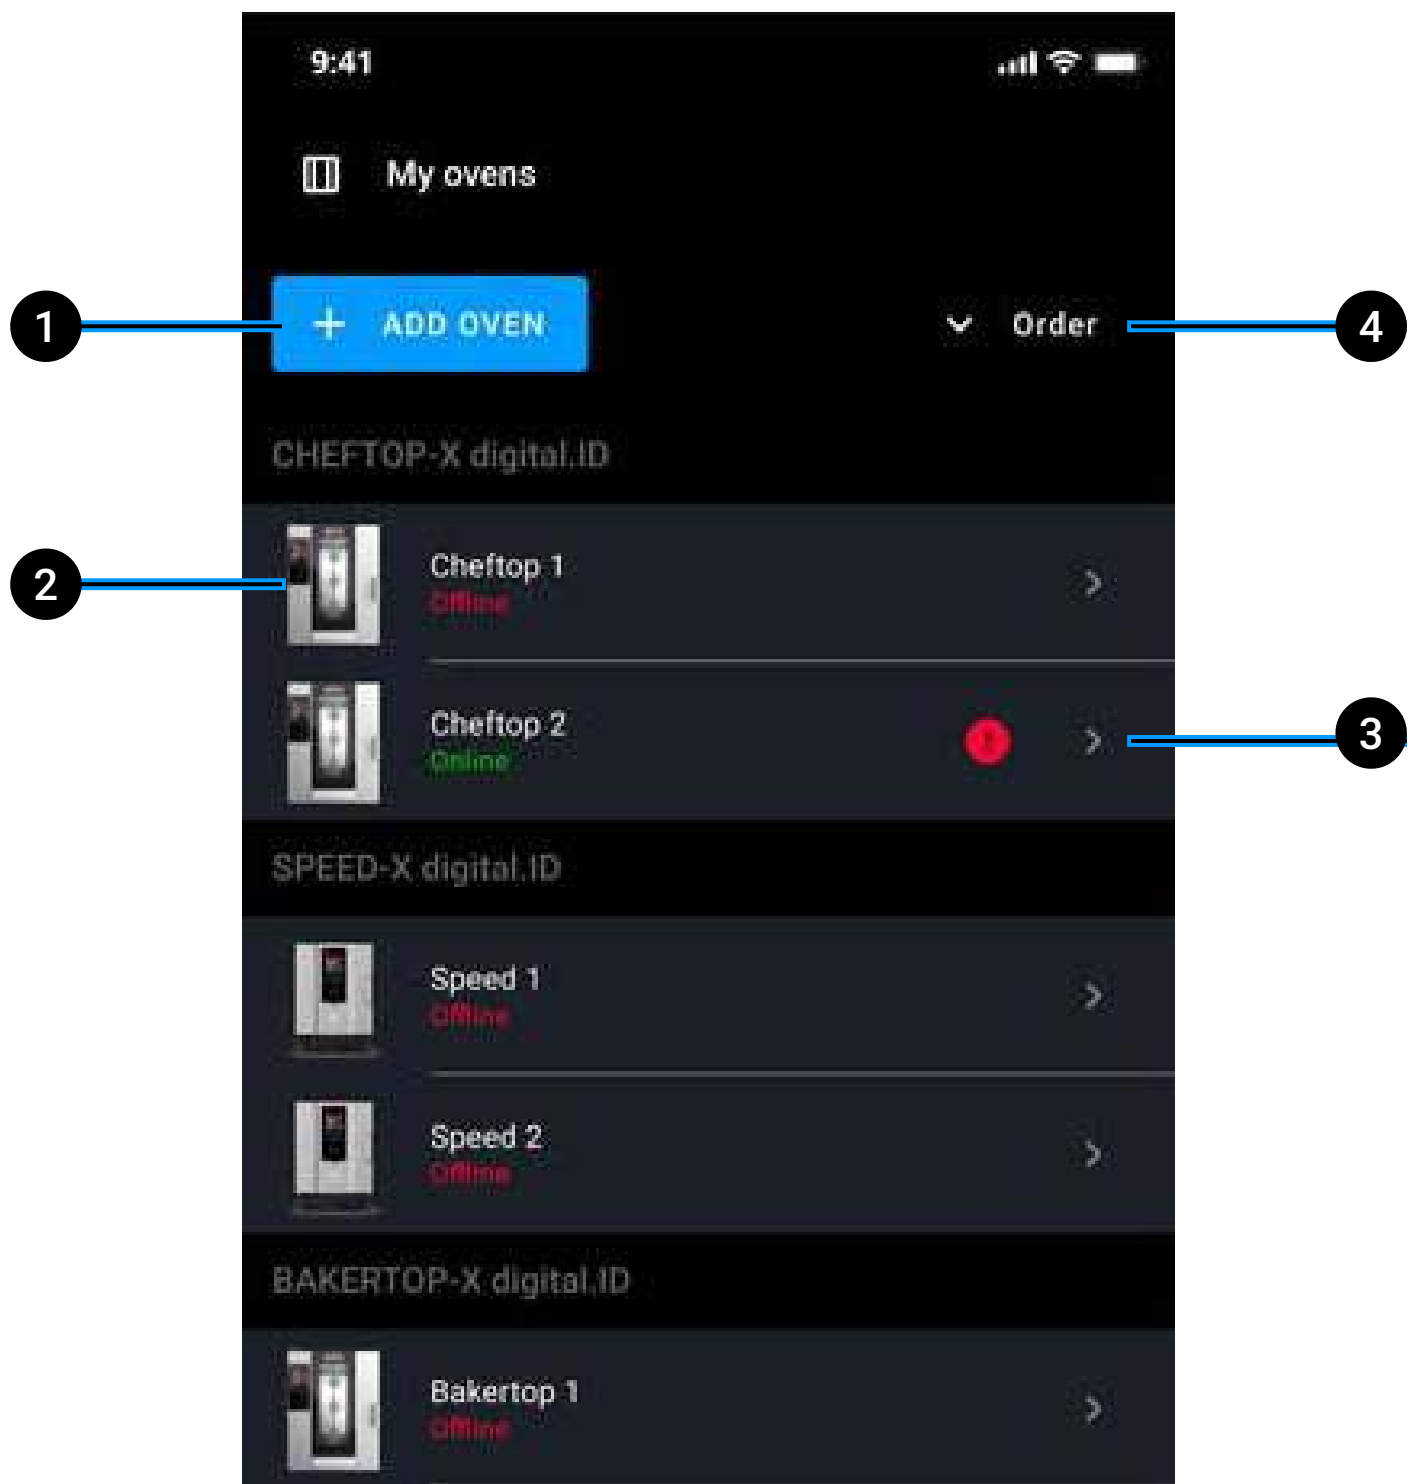 9:41
My ovens
1
+ ADD OVEN
Order
4
CHEFTOP-X digital.ID
2
Cheftop 1
Offline
Cheftop 2
Online
3
SPEED-X digital.ID
Speed 1
Offline
Speed 2
Offline
BAKERTOP-X digital.ID
Bakertop 1
Offline